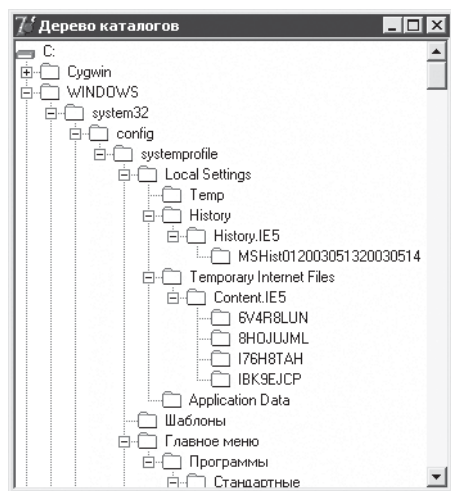 Дерево каталогов
C:
Cygwin
WINDOWS
system32
config
systemprofile
Local Settings
Temp
History
History.IE5
MSHist012003051320030514
Temporary Internet Files
Content.IE5
6V4R8LUN
8HOJUJML
I76H8TAH
IBK9EJCP
Application Data
Шаблоны
Главное меню
Программы
Стандартные